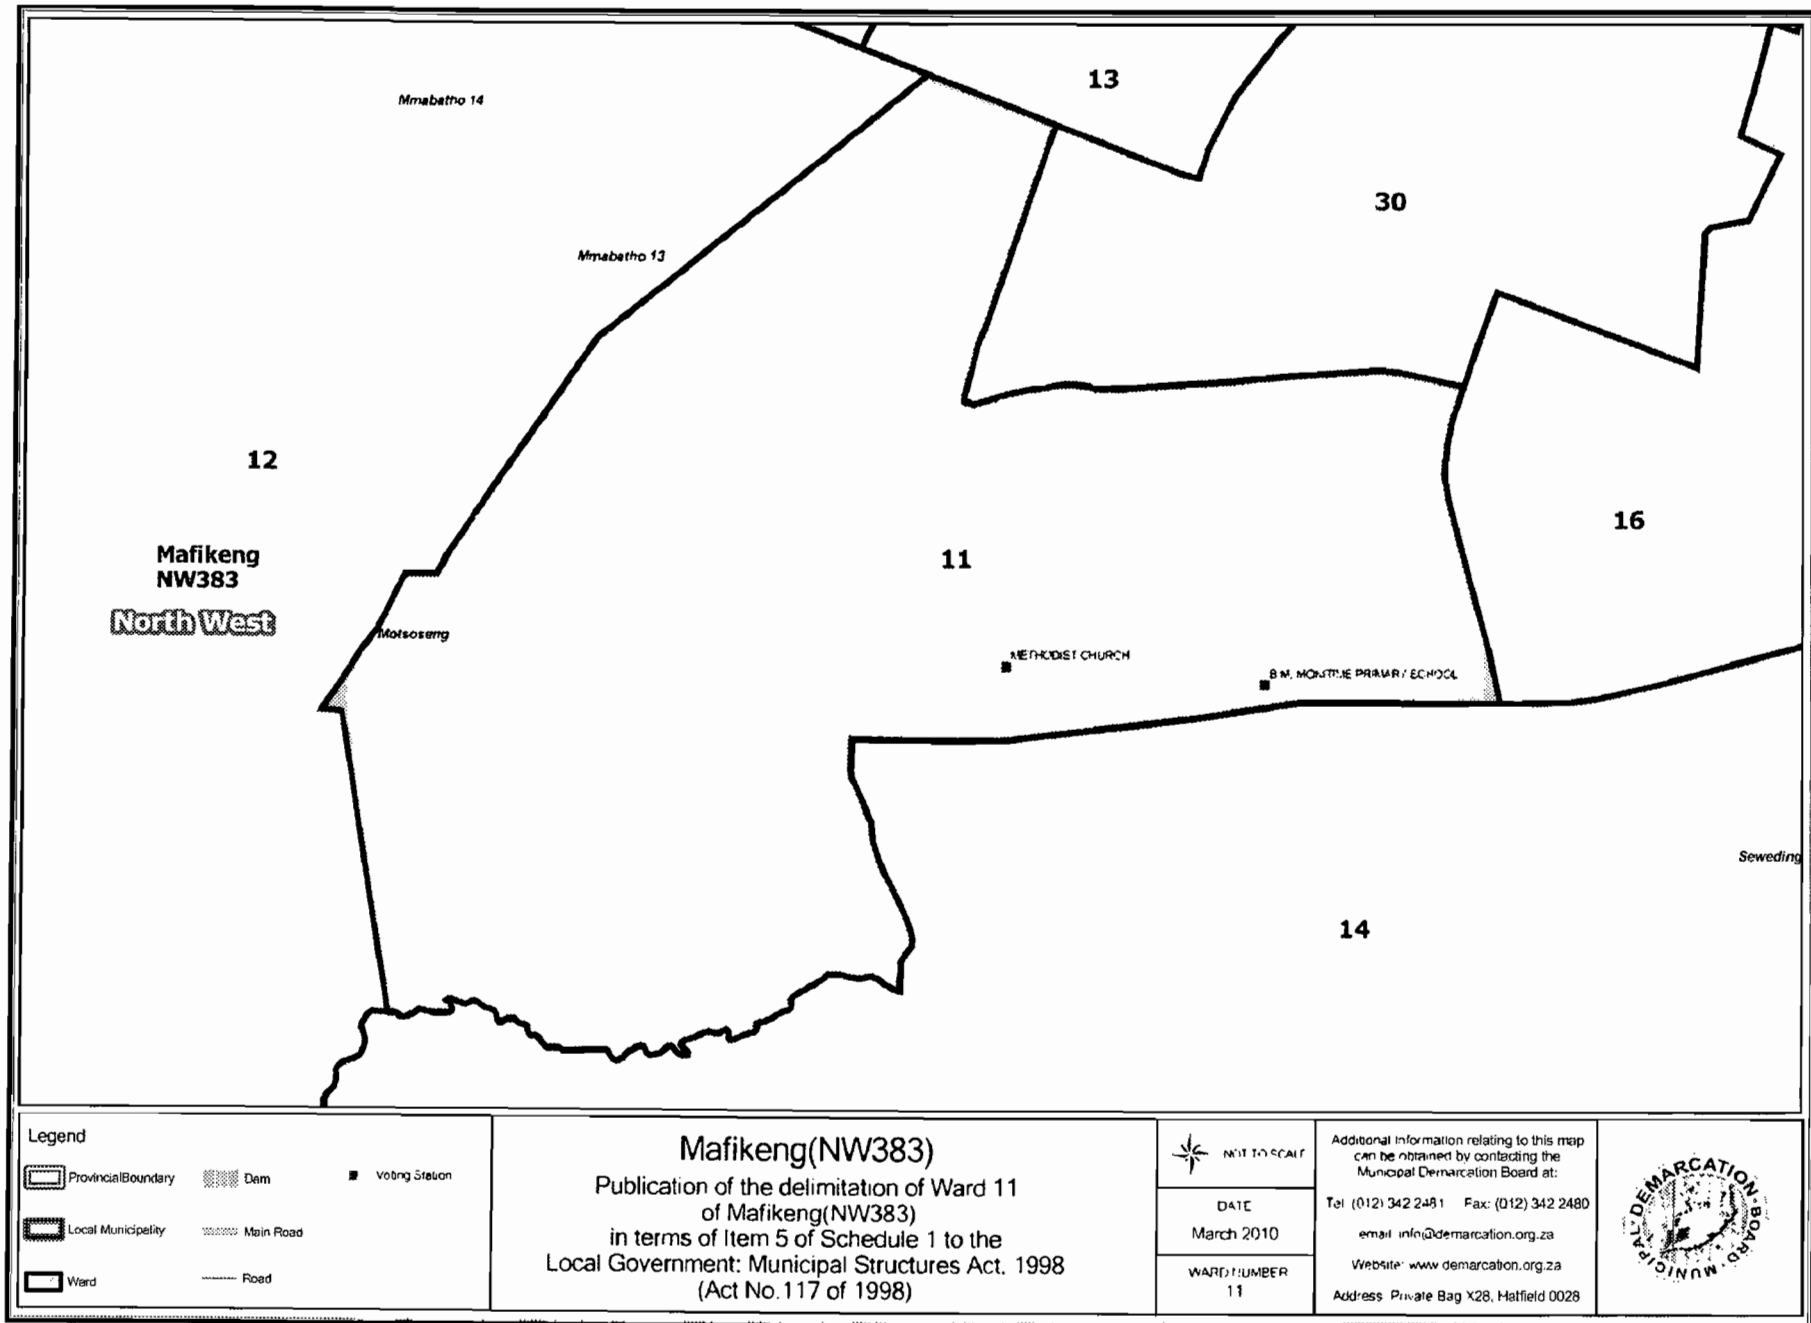 13
Mmabatho 14
30
Mmabatho 13
12
16
Mafikeng
NW383
11
North West
Motsoseng
METHODIST CHURCH
B.M. MONTTIE PRIMARY SCHOOL
Seweding
14
Legend
ProvincialBoundary
Dam
Voting Station
Local Municipality
Main Road
Ward
Road
Mafikeng(NW383)
Publication of the delimitation of Ward 11
of Mafikeng(NW383)
in terms of Item 5 of Schedule 1 to the
Local Government: Municipal Structures Act. 1998
(Act No.117 of 1998)
NOT TO SCALE
DATE
March 2010
WARD NUMBER
11
Additional information relating to this map
can be obtained by contacting the
Municipal Demarcation Board at:
Tel (012) 342 2481 Fax: (012) 342 2480
email info@demarcation.org.za
Website: www demarcation.org.za
Address Private Bag X28, Hatfield 0028
MUNICIPAL · DEMARCATION · BOARD ·